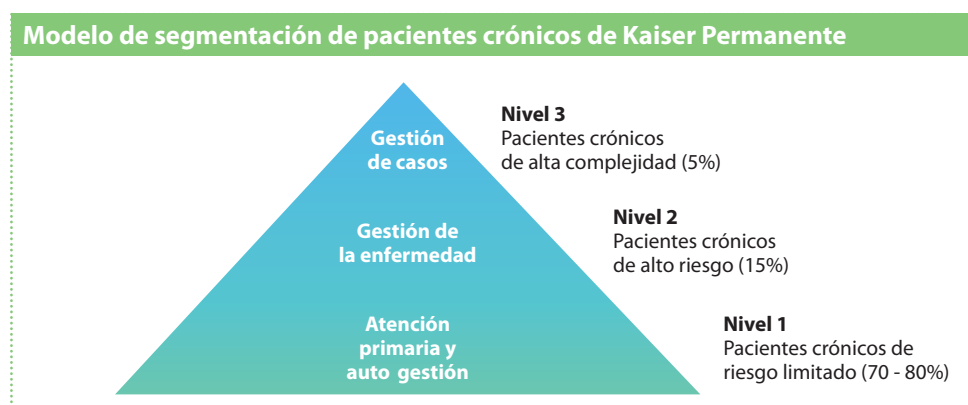 Modelo de segmentación de pacientes crónicos de Kaiser Permanente
Gestión
de casos
Nivel 3
Pacientes crónicos
de alta complejidad (5%)
Gestión de
la enfermedad
Nivel 2
Pacientes crónicos
de alto riesgo (15%)
Atención
primaria y
auto gestión
Nivel 1
Pacientes crónicos de
riesgo limitado (70 - 80%)